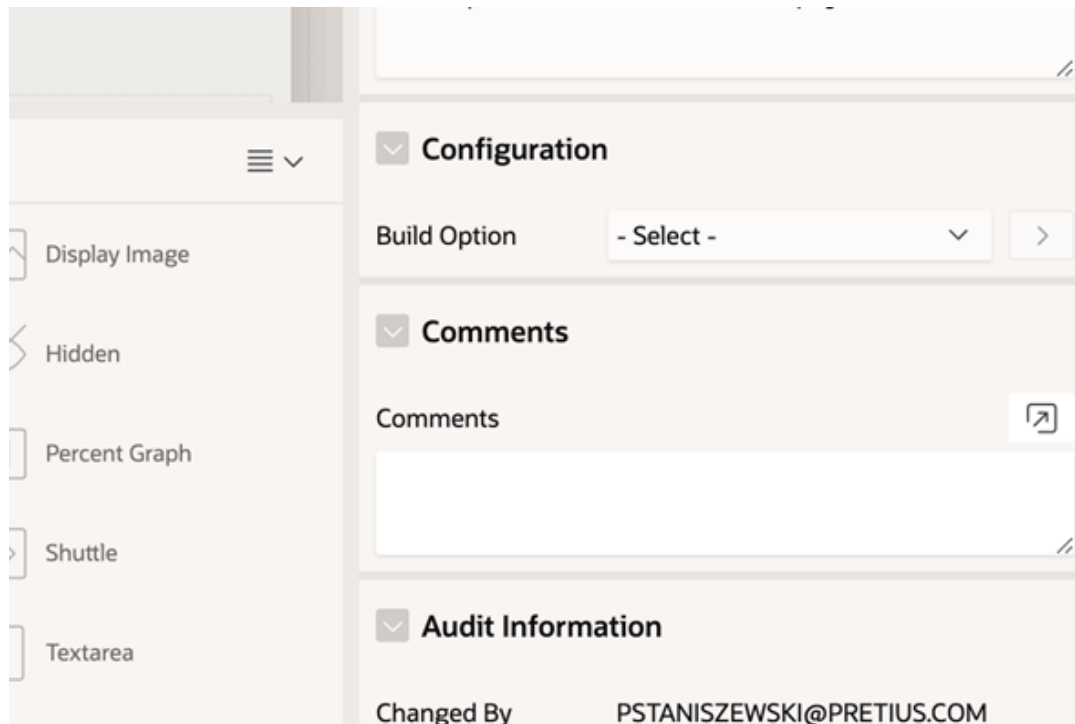 Display Image
Hidden
Percent Graph
Shuttle
Textarea
Configuration
Build Option
- Select -
Comments
Comments
Audit Information
Changed By
PSTANISZEWSKI@PRETIUS.COM